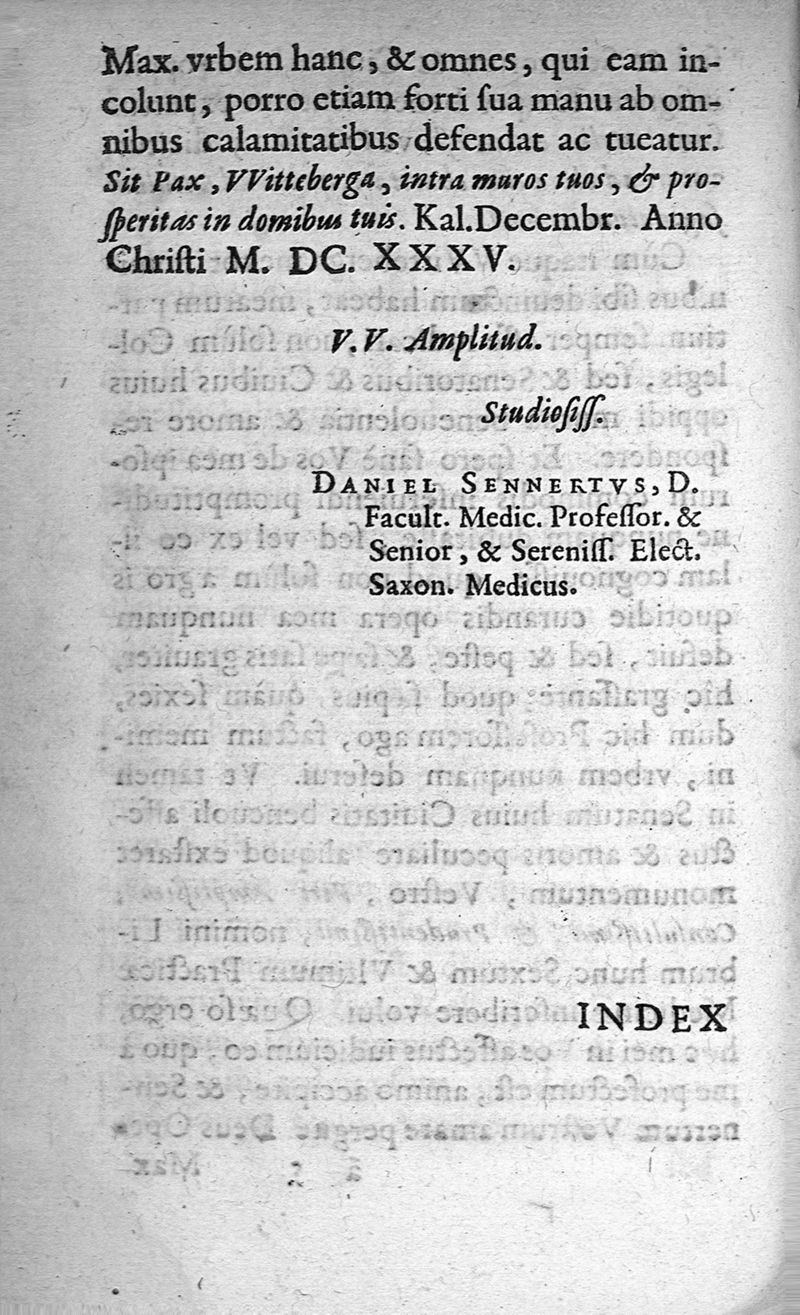 Max. vrbem hanc, & omnes, qui eam in-
colunt, porro etiam forti ſua manu ab om-
nibus calamitatibus defendat ac tueatur.
Sit Pax, VVitteberga, intra muros tuos, & pro-
ſperitas in domibus tuis. Kal. Decembr. Anno
Chriſti M. DC. XXXV.
V. V. Amplitud.
Studioſiſſ.
DANIEL SENNERTVS, D.
Facult. Medic. Profeſſor. &
Senior, & Sereniſſ. Elect.
Saxon. Medicus.
INDEX